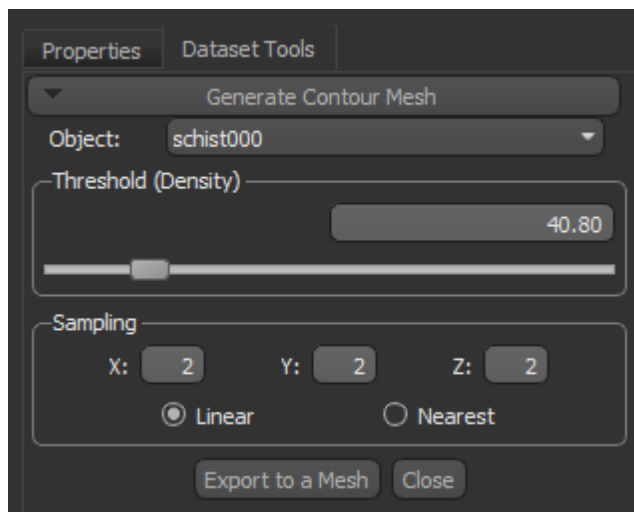 Properties Dataset Tools
Generate Contour Mesh
Object: schist000
Threshold (Density)
40.80
Sampling
X: 2 Y: 2 Z: 2
Linear Nearest
Export to a Mesh Close